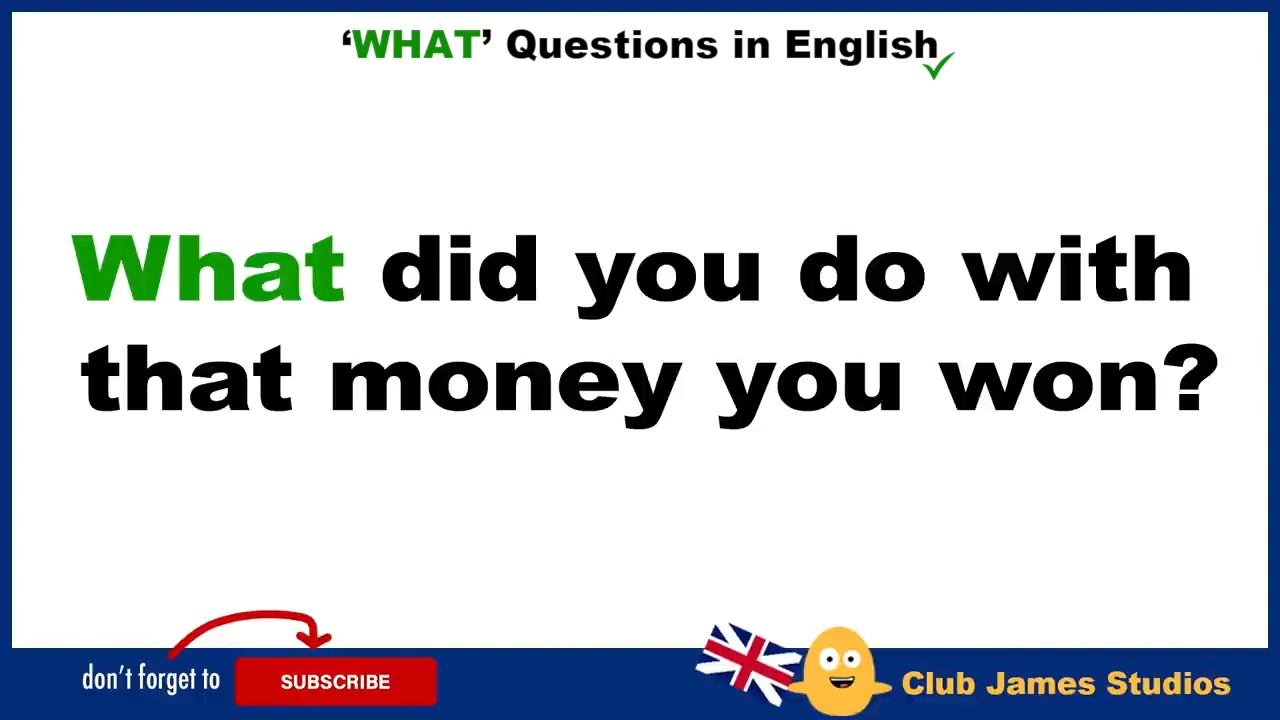 ‘WHAT’ Questions in English
What did you do with
that money you won?
don't forget to
SUBSCRIBE
Club James Studios